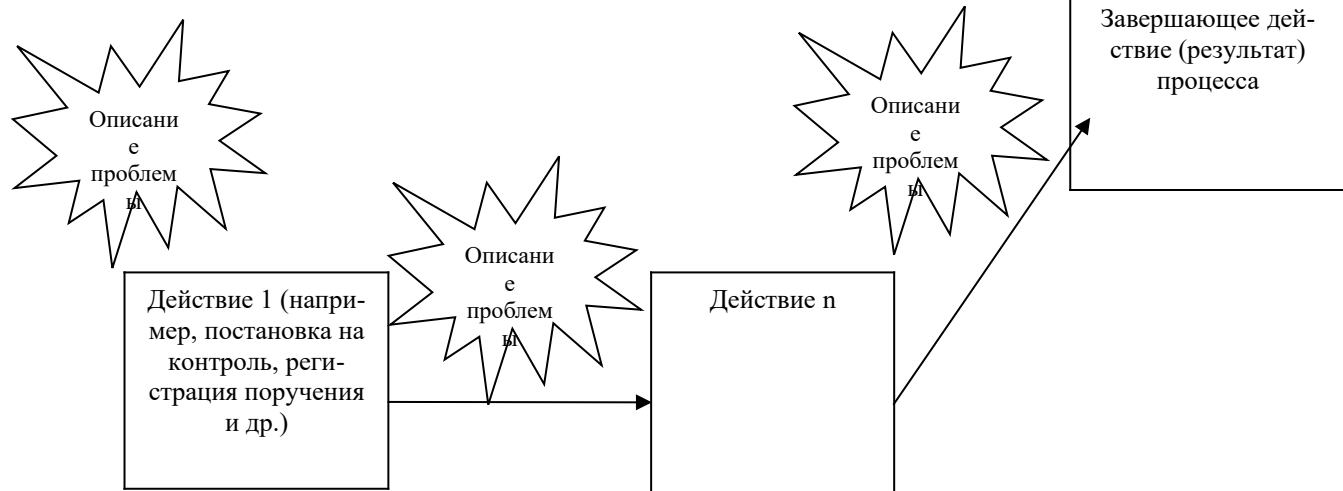 Описани
е
проблем
ы
Описани
е
проблем
ы
Описани
е
проблем
ы
Завершающее дей-
ствие (результат)
процесса
Действие 1 (напри-
мер, постановка на
контроль, реги-
страция поручения
и др.)
Действие n